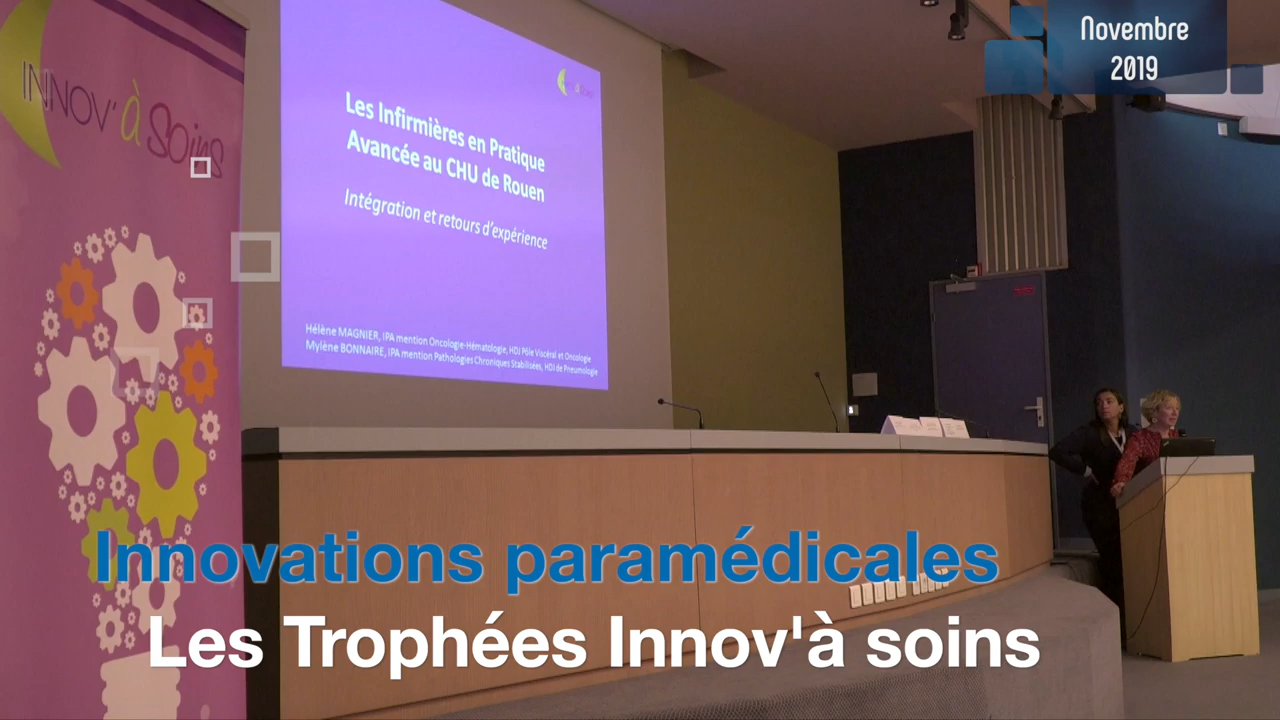 Novembre
2019
INNOV' à Soins
Les Infirmières en Pratique
Avancée au CHU de Rouen
Intégration et retours d'expérience
Hélène MAGNIER, IPA mention Oncologie-Hématologie, HDJ Pôle Viscéral et Oncologie
Mylène BONNAIRE, IPA mention Pathologies Chroniques Stabilisées, HDJ de Pneumologie
Innovations paramédicales
Les Trophées Innov'à soins